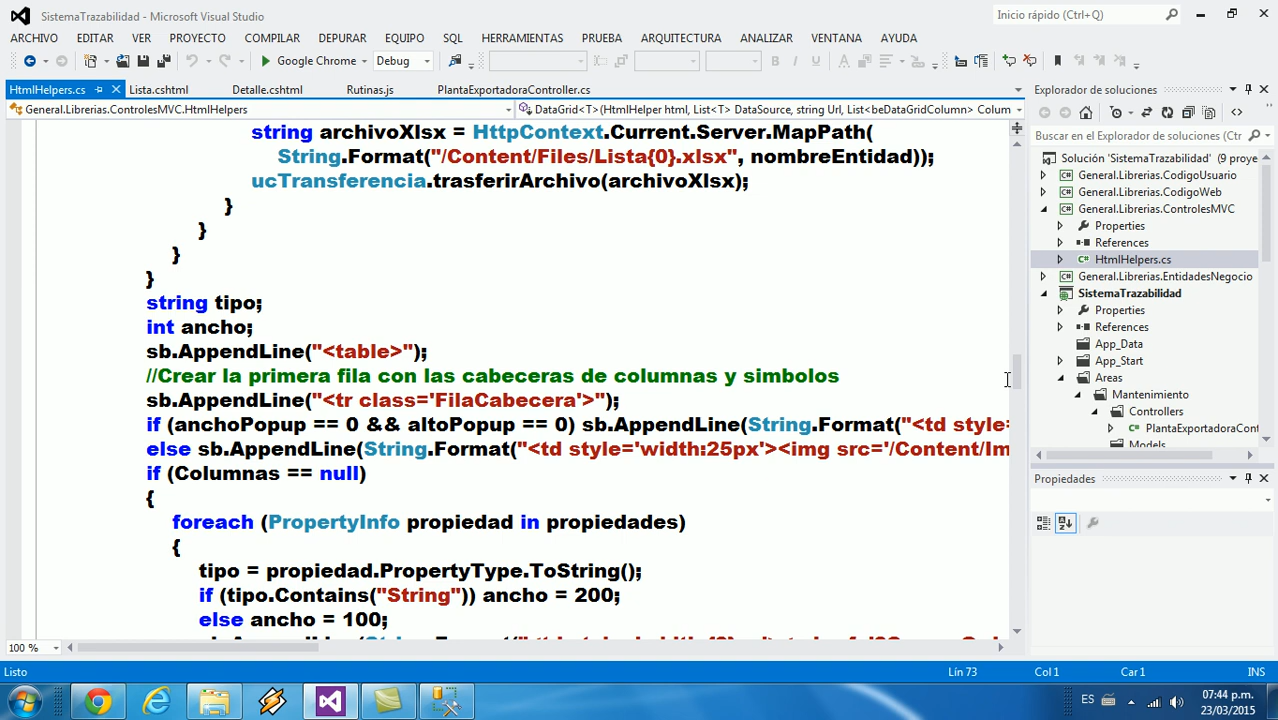 SistemaTrazabilidad - Microsoft Visual Studio
Inicio rápido (Ctrl+Q)
ARCHIVO EDITAR VER PROYECTO COMPILAR DEPURAR EQUIPO SQL HERRAMIENTAS PRUEBA ARQUITECTURA ANALIZAR VENTANA AYUDA
Google Chrome Debug
HtmlHelpers.cs Lista.cshtml Detalle.cshtml Rutinas.js PlantaExportadoraController.cs
General.Librerias.ControlesMVC.HtmlHelpers DataGrid<T>(HtmlHelper html, List<T> DataSource, string Url, List<beDataGridColumn> Colum
string archivoXlsx = HttpContext.Current.Server.MapPath(
String.Format("/Content/Files/Lista{0}.xlsx", nombreEntidad));
ucTransferencia.trasferirArchivo(archivoXlsx);
}
}
}
}
string tipo;
int ancho;
sb.AppendLine("<table>");
//Crear la primera fila con las cabeceras de columnas y simbolos
sb.AppendLine("<tr class='FilaCabecera'>");
if (anchoPopup == 0 && altoPopup == 0) sb.AppendLine(String.Format("<td style=
else sb.AppendLine(String.Format("<td style='width:25px'><img src='/Content/Im
if (Columnas == null)
{
foreach (PropertyInfo propiedad in propiedades)
{
tipo = propiedad.PropertyType.ToString();
if (tipo.Contains("String")) ancho = 200;
else ancho = 100;
100 %
Explorador de soluciones
Buscar en el Explorador de soluciones (Ctr
Solución 'SistemaTrazabilidad' (9 proye
General.Librerias.CodigoUsuario
General.Librerias.CodigoWeb
General.Librerias.ControlesMVC
Properties
References
HtmlHelpers.cs
General.Librerias.EntidadesNegocio
SistemaTrazabilidad
Properties
References
App_Data
App_Start
Areas
Mantenimiento
Controllers
PlantaExportadoraCont
Models
Propiedades
Listo Lín 73 Col 1 Car 1 INS
ES 07:44 p.m.
23/03/2015